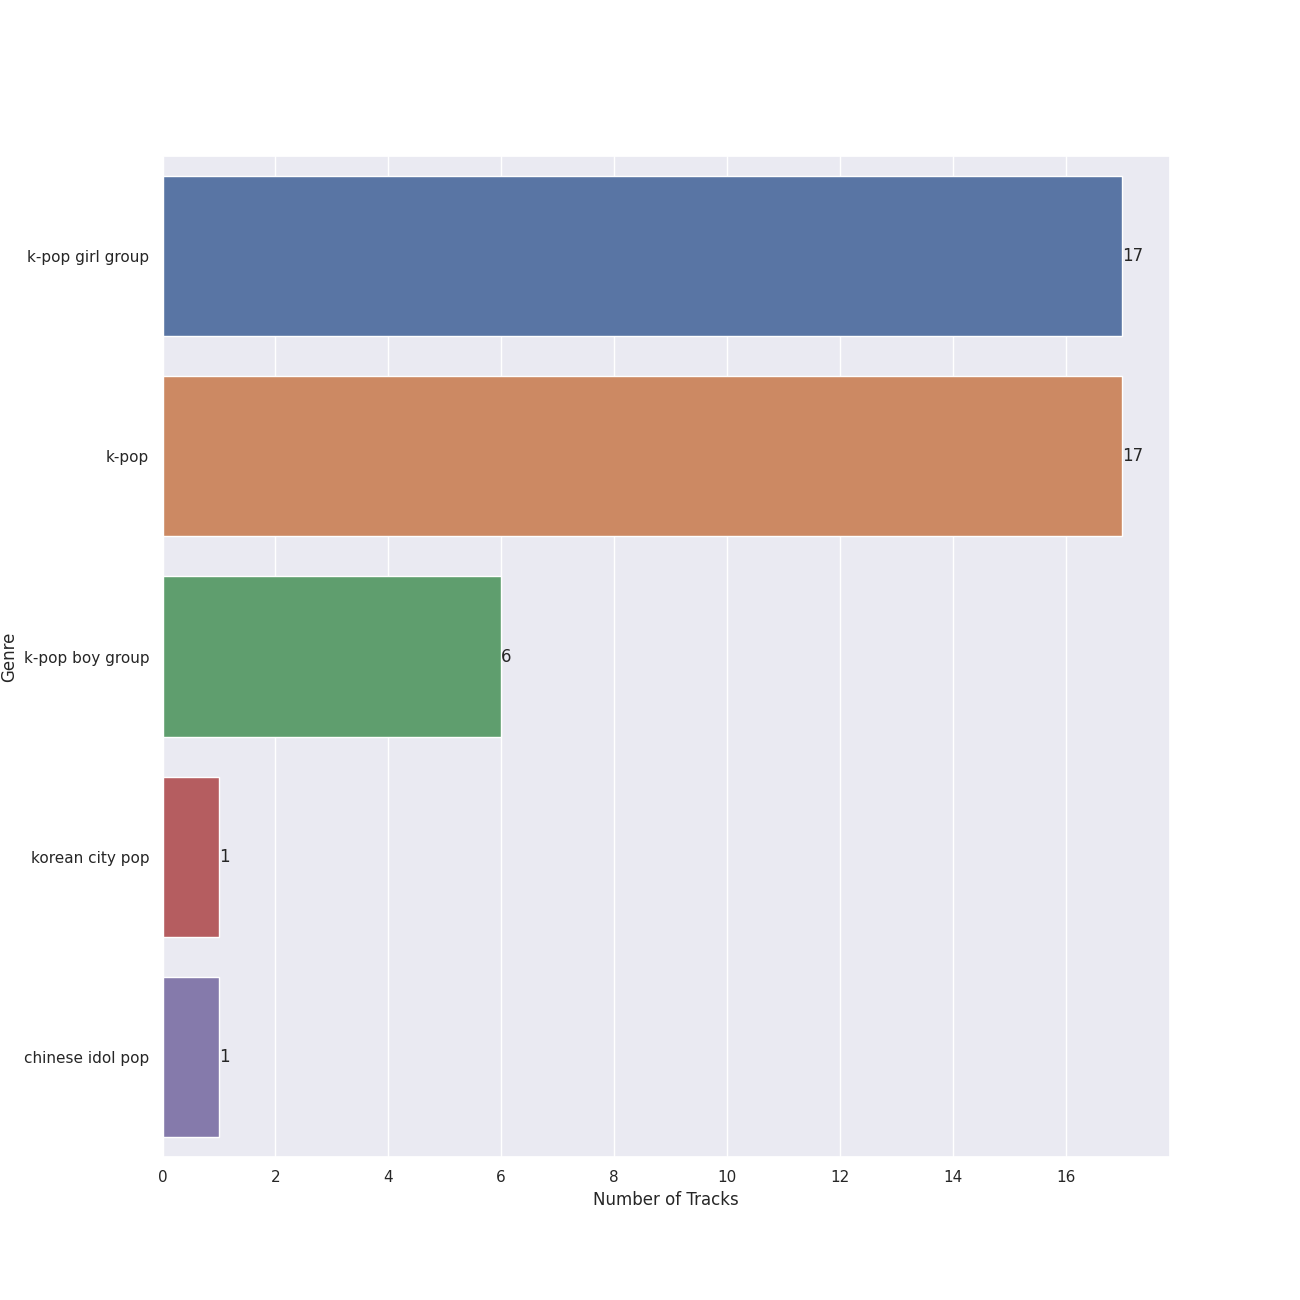 k-pop girl group
17
k-pop
17
Genre
k-pop boy group
6
korean city pop
1
chinese idol pop
1
0 2 4 6 8 10 12 14 16
Number of Tracks